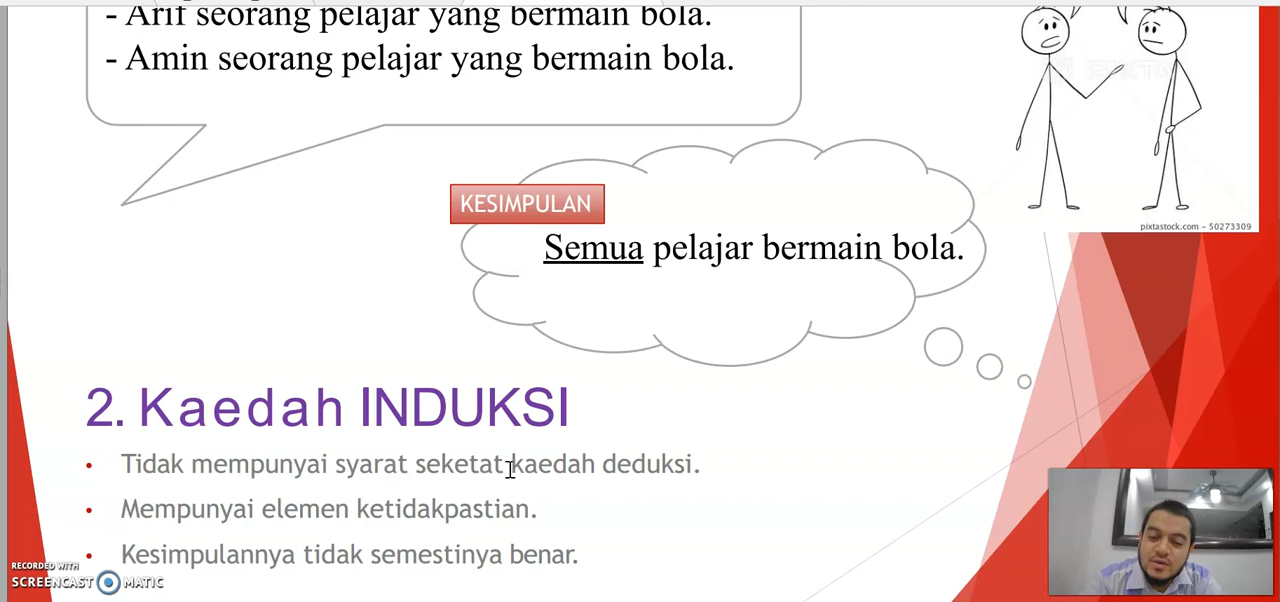 - Arif seorang pelajar yang bermain bola.
- Amin seorang pelajar yang bermain bola.
pixtastock.com - 50273309
KESIMPULAN
Semua pelajar bermain bola.
2. Kaedah INDUKSI
• Tidak mempunyai syarat seketat kaedah deduksi.
• Mempunyai elemen ketidakpastian.
• Kesimpulannya tidak semestinya benar.
RECORDED WITH
SCREENCAST MATIC